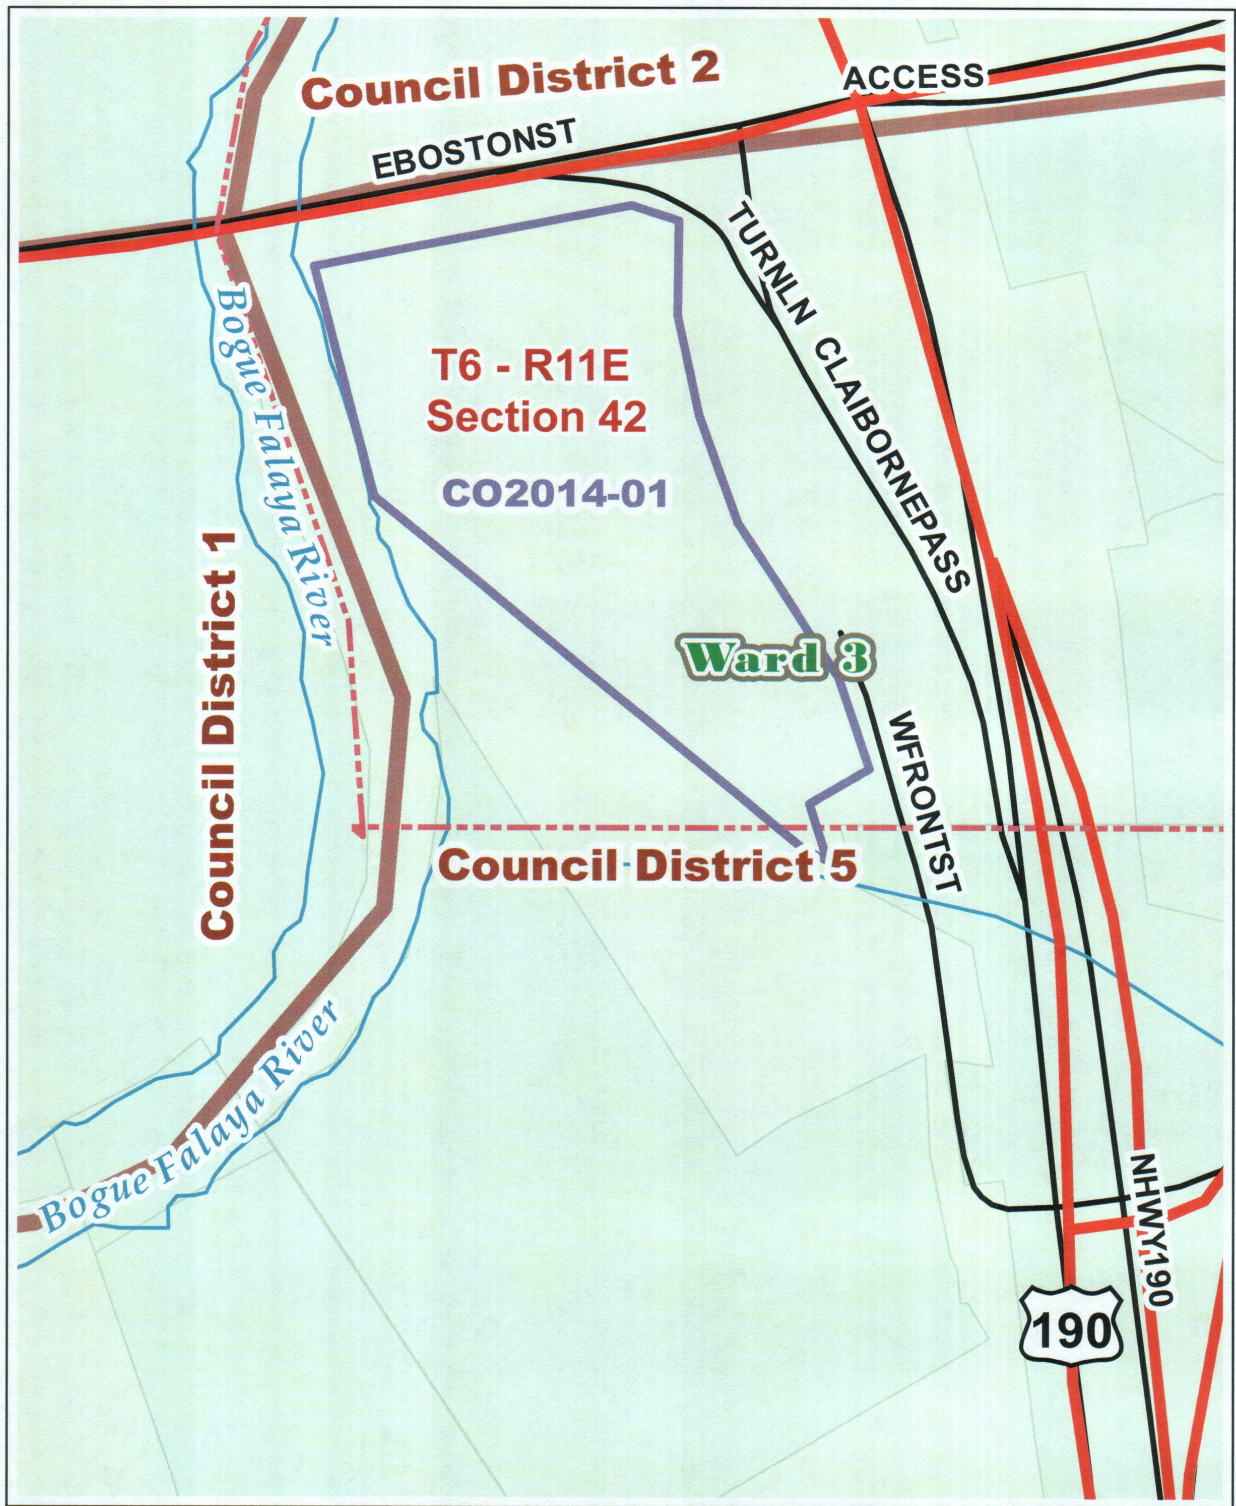 Council District 2
ACCESS
EBOSTONST
TURNLN
CLAIBORNEPASS
Bogue Falaya River
T6 - R11E
Section 42
CO2014-01
Council District 1
Ward 3
WFRONTST
Council District 5
Bogue Falaya River
NHWY190
190